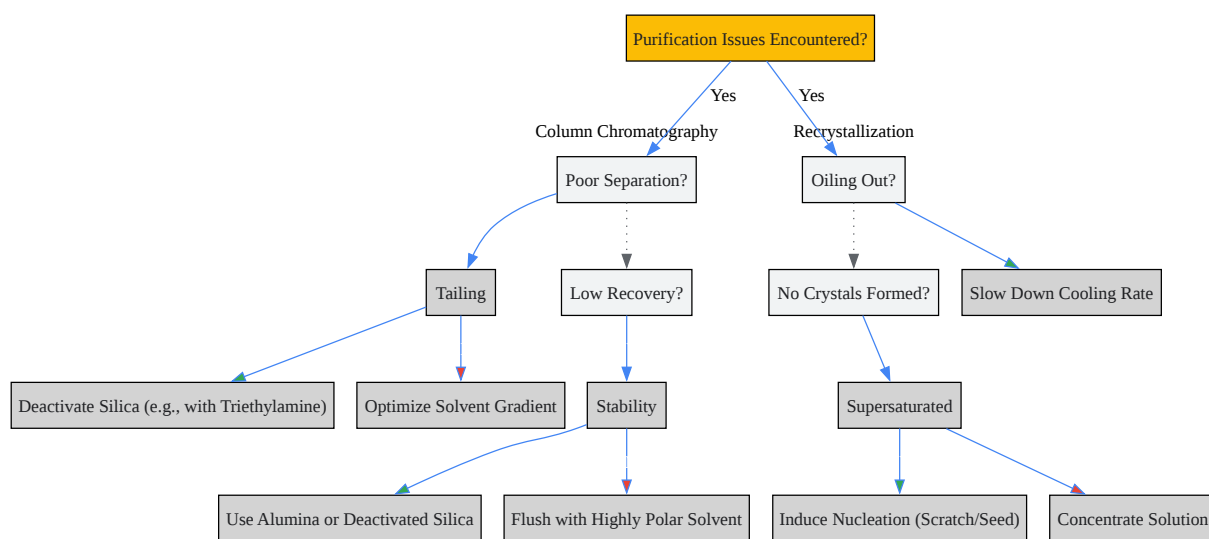 Purification Issues Encountered?
Yes
Yes
Column Chromatography
Recrystallization
Poor Separation?
Oiling Out?
Tailing
Low Recovery?
No Crystals Formed?
Slow Down Cooling Rate
Deactivate Silica (e.g., with Triethylamine)
Optimize Solvent Gradient
Stability
Supersaturated
Use Alumina or Deactivated Silica
Flush with Highly Polar Solvent
Induce Nucleation (Scratch/Seed)
Concentrate Solution